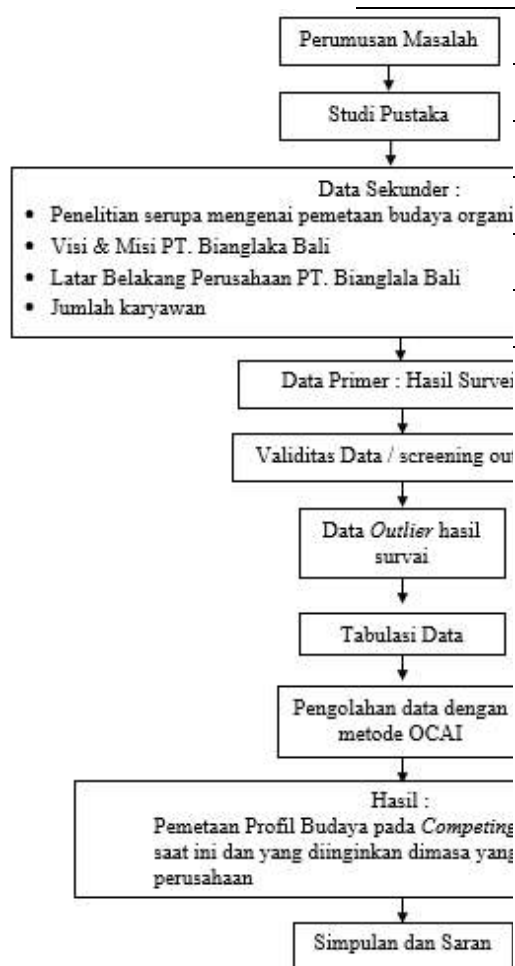 Perumusan Masalah
Studi Pustaka
Data Sekunder :
• Penelitian serupa mengenai pemetaan budaya organi
• Visi & Misi PT. Bianglaka Bali
• Latar Belakang Perusahaan PT. Bianglala Bali
• Jumlah karyawan
Data Primer : Hasil Survei
Validitas Data / screening out
Data Outlier hasil
survai
Tabulasi Data
Pengolahan data dengan
metode OCAI
Hasil :
Pemetaan Profil Budaya pada Competing
saat ini dan yang diinginkan dimasa yang
perusahaan
Simpulan dan Saran